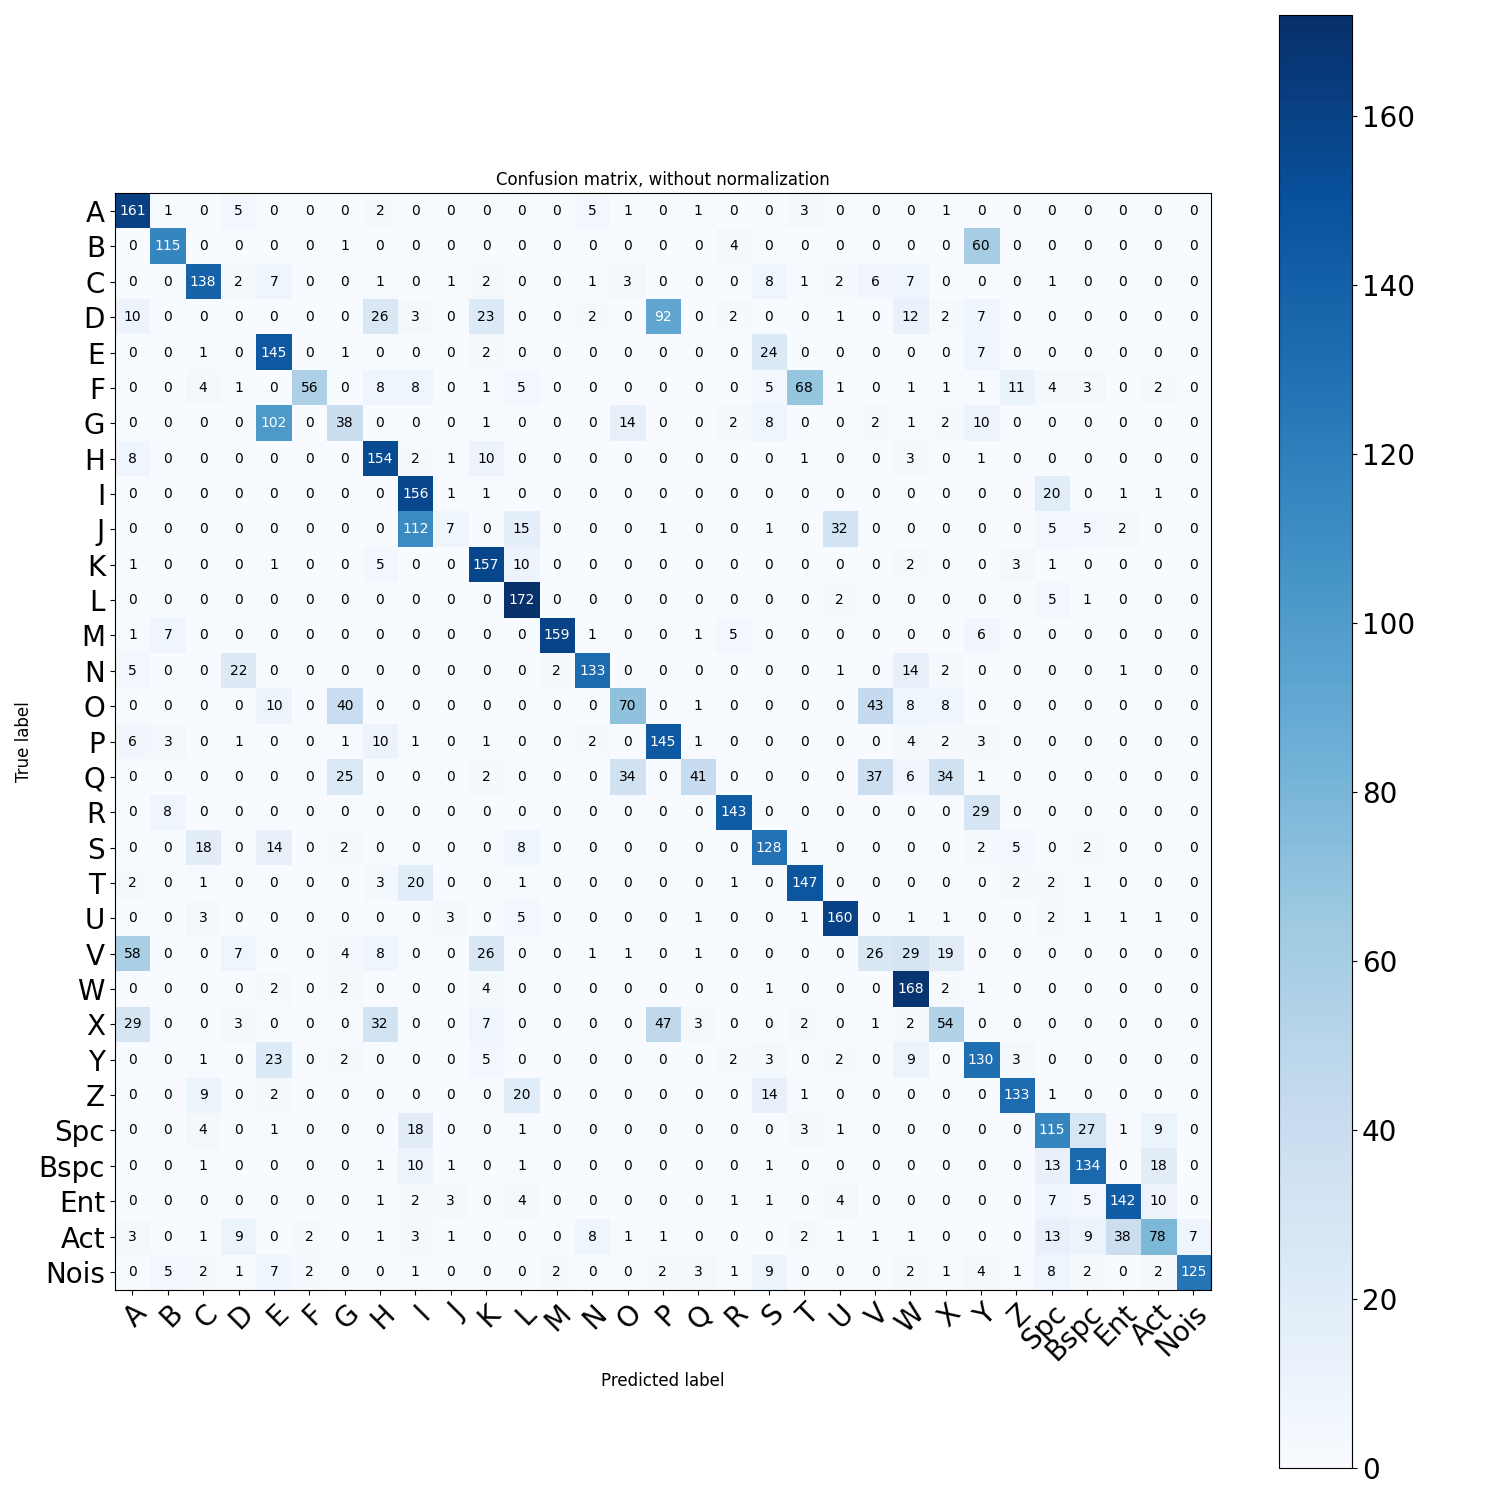 Confusion matrix, without normalization
A 161 1 0 5 0 0 0 2 0 0 0 0 0 5 1 0 1 0 0 3 0 0 0 1 0 0 0 0 0 0 0
B 0 115 0 0 0 0 1 0 0 0 0 0 0 0 0 0 0 4 0 0 0 0 0 0 60 0 0 0 0 0 0
C 0 0 138 2 7 0 0 1 0 1 2 0 0 1 3 0 0 0 8 1 2 6 7 0 0 0 1 0 0 0 0
D 10 0 0 0 0 0 0 26 3 0 23 0 0 2 0 92 0 2 0 0 1 0 12 2 7 0 0 0 0 0 0
E 0 0 1 0 145 0 1 0 0 0 2 0 0 0 0 0 0 0 24 0 0 0 0 0 7 0 0 0 0 0 0
F 0 0 4 1 0 56 0 8 8 0 1 5 0 0 0 0 0 0 5 68 1 0 1 1 1 11 4 3 0 2 0
G 0 0 0 0 102 0 38 0 0 0 1 0 0 0 14 0 0 2 8 0 0 2 1 2 10 0 0 0 0 0 0
H 8 0 0 0 0 0 0 154 2 1 10 0 0 0 0 0 0 0 0 1 0 0 3 0 1 0 0 0 0 0 0
I 0 0 0 0 0 0 0 0 156 1 1 0 0 0 0 0 0 0 0 0 0 0 0 0 0 0 20 0 1 1 0
J 0 0 0 0 0 0 0 0 112 7 0 15 0 0 0 1 0 0 1 0 32 0 0 0 0 0 5 5 2 0 0
K 1 0 0 0 1 0 0 5 0 0 157 10 0 0 0 0 0 0 0 0 0 0 2 0 0 3 1 0 0 0 0
L 0 0 0 0 0 0 0 0 0 0 0 172 0 0 0 0 0 0 0 0 2 0 0 0 0 0 5 1 0 0 0
M 1 7 0 0 0 0 0 0 0 0 0 0 159 1 0 0 1 5 0 0 0 0 0 0 6 0 0 0 0 0 0
N 5 0 0 22 0 0 0 0 0 0 0 0 2 133 0 0 0 0 0 0 1 0 14 2 0 0 0 0 1 0 0
O 0 0 0 0 10 0 40 0 0 0 0 0 0 0 70 0 1 0 0 0 0 43 8 8 0 0 0 0 0 0 0
P 6 3 0 1 0 0 1 10 1 0 1 0 0 2 0 145 1 0 0 0 0 0 4 2 3 0 0 0 0 0 0
Q 0 0 0 0 0 0 25 0 0 0 2 0 0 0 34 0 41 0 0 0 0 37 6 34 1 0 0 0 0 0 0
R 0 8 0 0 0 0 0 0 0 0 0 0 0 0 0 0 0 143 0 0 0 0 0 0 29 0 0 0 0 0 0
S 0 0 18 0 14 0 2 0 0 0 0 8 0 0 0 0 0 0 128 1 0 0 0 0 2 5 0 2 0 0 0
T 2 0 1 0 0 0 0 3 20 0 0 1 0 0 0 0 0 1 0 147 0 0 0 0 0 2 2 1 0 0 0
U 0 0 3 0 0 0 0 0 0 3 0 5 0 0 0 0 1 0 0 1 160 0 1 1 0 0 2 1 1 1 0
V 58 0 0 7 0 0 4 8 0 0 26 0 0 1 1 0 1 0 0 0 0 26 29 19 0 0 0 0 0 0 0
W 0 0 0 0 2 0 2 0 0 0 4 0 0 0 0 0 0 0 1 0 0 0 168 2 1 0 0 0 0 0 0
X 29 0 0 3 0 0 0 32 0 0 7 0 0 0 0 47 3 0 0 2 0 1 2 54 0 0 0 0 0 0 0
Y 0 0 1 0 23 0 2 0 0 0 5 0 0 0 0 0 0 2 3 0 2 0 9 0 130 3 0 0 0 0 0
Z 0 0 9 0 2 0 0 0 0 0 0 20 0 0 0 0 0 0 14 1 0 0 0 0 0 133 1 0 0 0 0
Spc 0 0 4 0 1 0 0 0 18 0 0 1 0 0 0 0 0 0 0 3 1 0 0 0 0 0 115 27 1 9 0
Bspc 0 0 1 0 0 0 0 1 10 1 0 1 0 0 0 0 0 0 1 0 0 0 0 0 0 0 13 134 0 18 0
Ent 0 0 0 0 0 0 0 1 2 3 0 4 0 0 0 0 0 1 1 0 4 0 0 0 0 0 7 5 142 10 0
Act 3 0 1 9 0 2 0 1 3 1 0 0 0 8 1 1 0 0 0 2 1 1 1 0 0 0 13 9 38 78 7
Nois 0 5 2 1 7 2 0 0 1 0 0 0 2 0 0 2 3 1 9 0 0 0 2 1 4 1 8 2 0 2 125
A B C D E F G H I J K L M N O P Q R S T U V W X Y Z Spc Bspc Ent Act Nois
Predicted label
True label
160
140
120
100
80
60
40
20
0